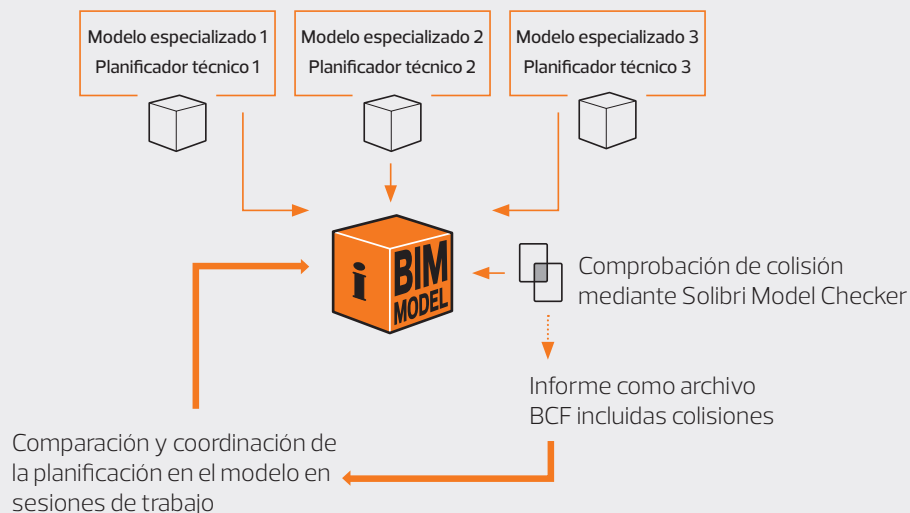 Modelo especializado 1
Planificador técnico 1
Modelo especializado 2
Planificador técnico 2
Modelo especializado 3
Planificador técnico 3
i
BIM
MODEL
Comprobación de colisión
mediante Solibri Model Checker
Informe como archivo
BCF incluidas colisiones
Comparación y coordinación de
la planificación en el modelo en
sesiones de trabajo